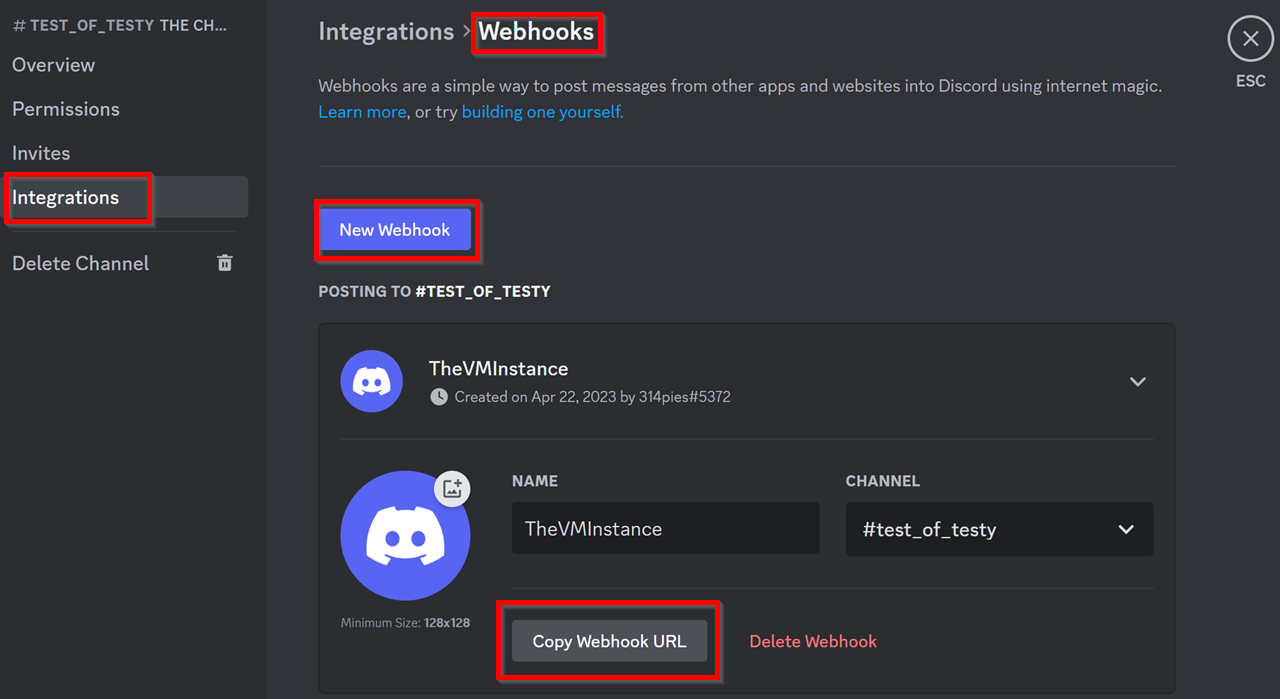 # TEST_OF_TESTY THE CH...
Overview
Permissions
Invites
Integrations
Delete Channel
Integrations > Webhooks
ESC
Webhooks are a simple way to post messages from other apps and websites into Discord using internet magic.
Learn more, or try building one yourself.
New Webhook
POSTING TO #TEST_OF_TESTY
TheVMInstance
Created on Apr 22, 2023 by 314pies#5372
NAME
CHANNEL
TheVMInstance
#test_of_testy
Minimum Size: 128x128
Copy Webhook URL
Delete Webhook